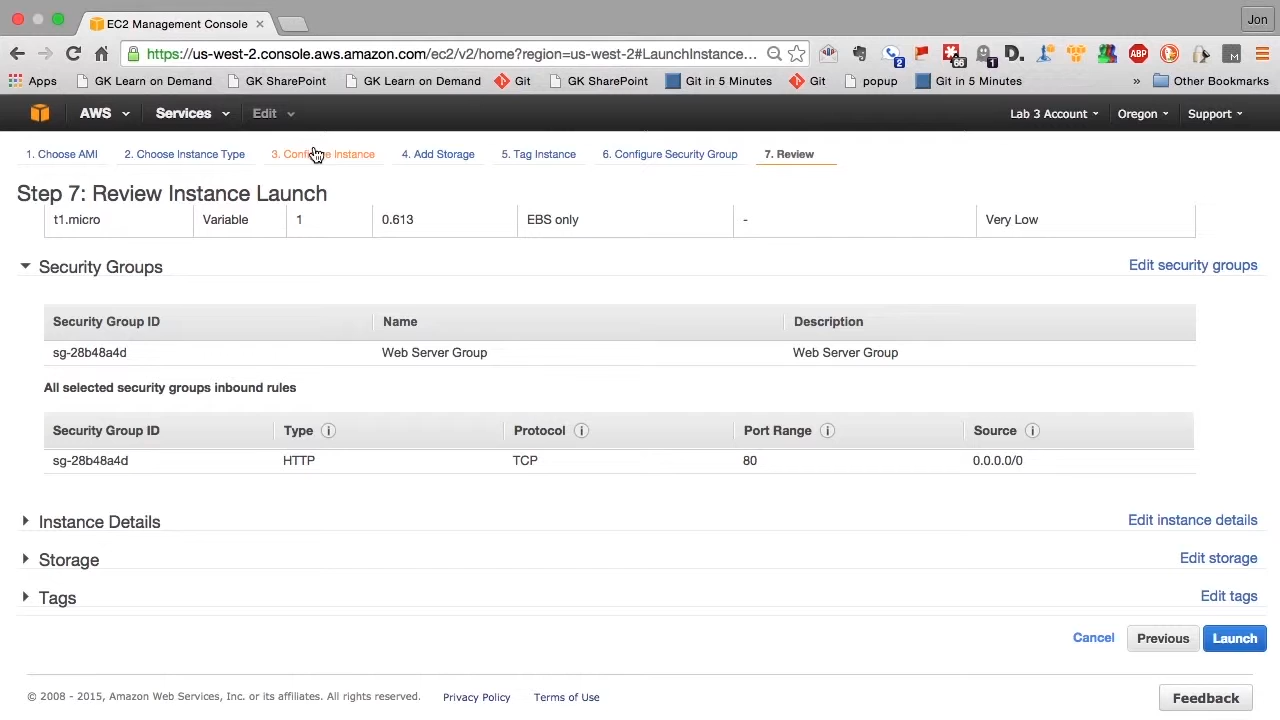 EC2 Management Console
Jon
https://us-west-2.console.aws.amazon.com/ec2/v2/home?region=us-west-2#LaunchInstance...
2
66
1
D.
ABP
M
Apps
GK Learn on Demand
GK SharePoint
GK Learn on Demand
Git
GK SharePoint
Git in 5 Minutes
Git
popup
Git in 5 Minutes
»
Other Bookmarks
AWS
Services
Edit
Lab 3 Account
Oregon
Support
1. Choose AMI
2. Choose Instance Type
3. Configure Instance
4. Add Storage
5. Tag Instance
6. Configure Security Group
7. Review
Step 7: Review Instance Launch
t1.micro
Variable
1
0.613
EBS only
-
Very Low
Security Groups
Edit security groups
Security Group ID
Name
Description
sg-28b48a4d
Web Server Group
Web Server Group
All selected security groups inbound rules
Security Group ID
Type
Protocol
Port Range
Source
sg-28b48a4d
HTTP
TCP
80
0.0.0.0/0
Instance Details
Edit instance details
Storage
Edit storage
Tags
Edit tags
Cancel
Previous
Launch
© 2008 - 2015, Amazon Web Services, Inc. or its affiliates. All rights reserved.
Privacy Policy
Terms of Use
Feedback